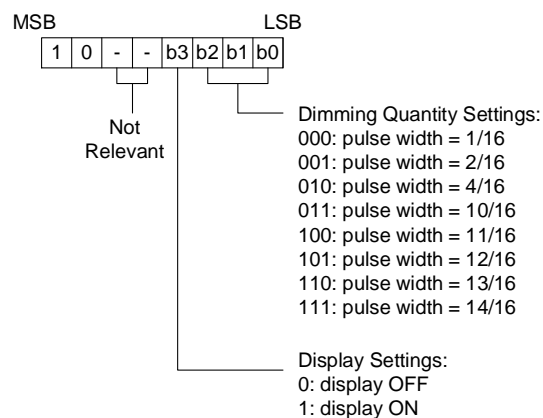 MSB LSB
1 0 - - b3 b2 b1 b0
Not
Relevant
Dimming Quantity Settings:
000: pulse width = 1/16
001: pulse width = 2/16
010: pulse width = 4/16
011: pulse width = 10/16
100: pulse width = 11/16
101: pulse width = 12/16
110: pulse width = 13/16
111: pulse width = 14/16
Display Settings:
0: display OFF
1: display ON